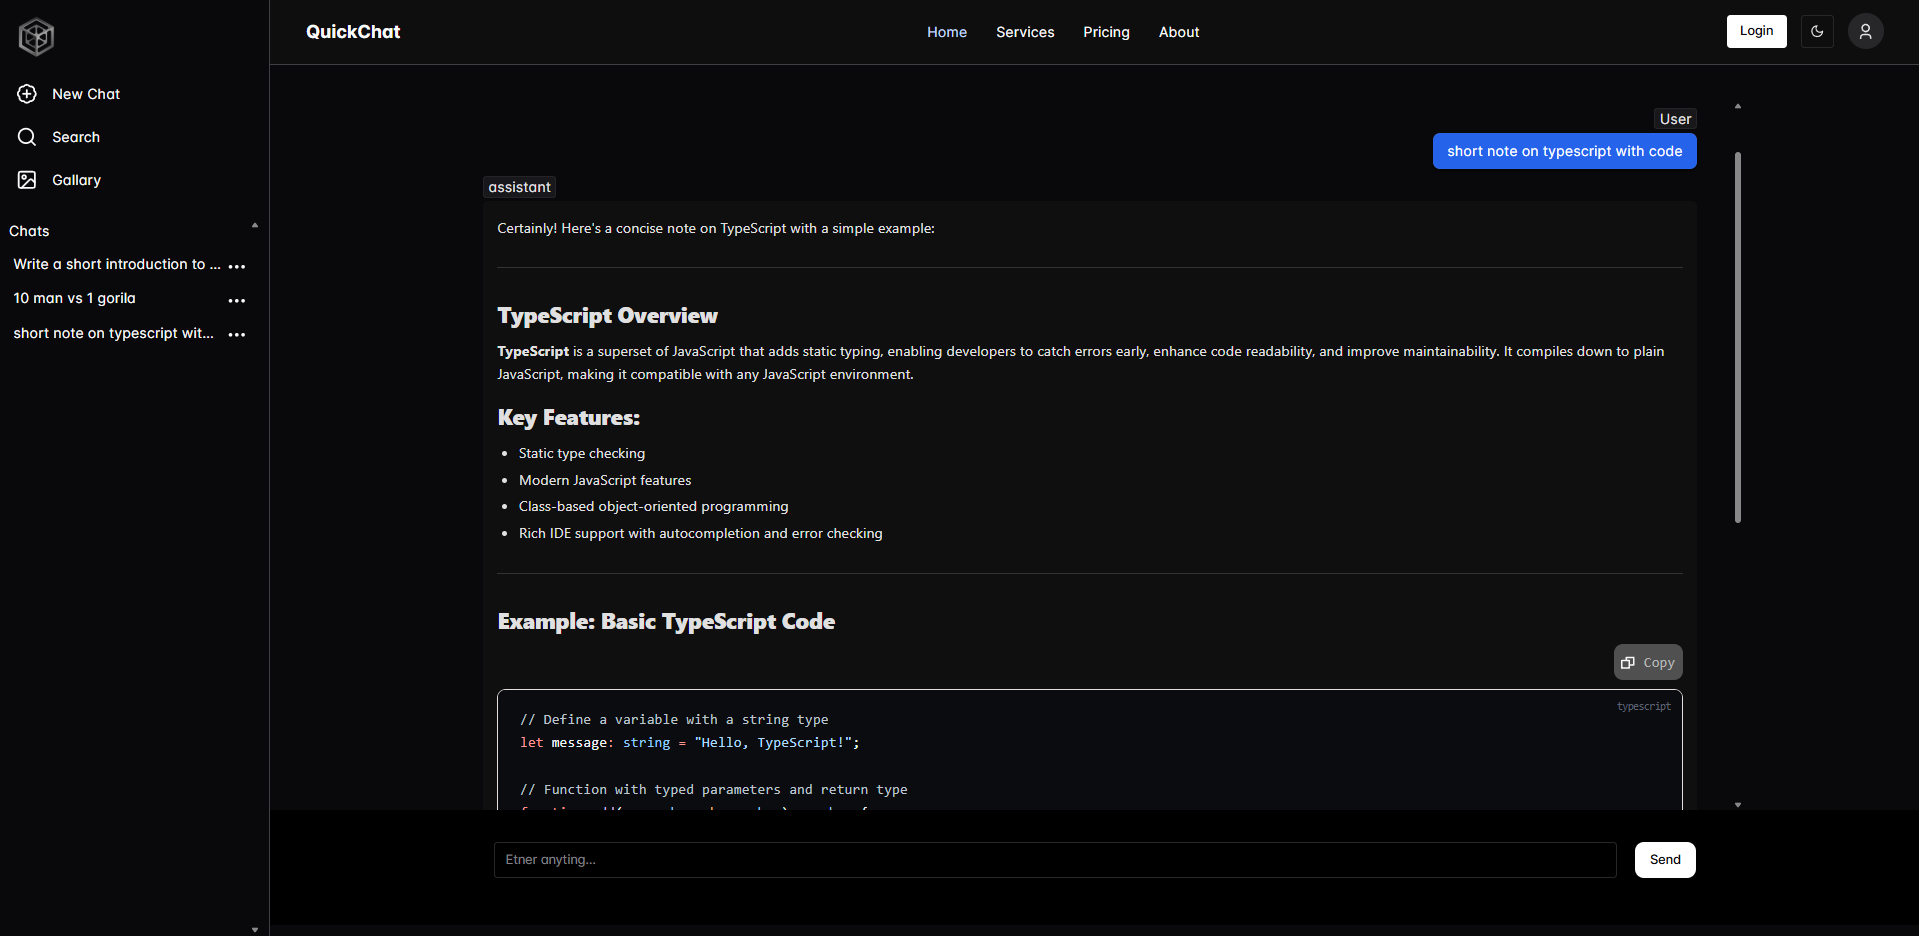 QuickChat
Home
Services
Pricing
About
Login
New Chat
Search
Gallary
Chats
Write a short introduction to ...
10 man vs 1 gorila
short note on typescript wit...
User
short note on typescript with code
assistant
Certainly! Here's a concise note on TypeScript with a simple example:
TypeScript Overview
TypeScript is a superset of JavaScript that adds static typing, enabling developers to catch errors early, enhance code readability, and improve maintainability. It compiles down to plain
JavaScript, making it compatible with any JavaScript environment.
Key Features:
Static type checking
Modern JavaScript features
Class-based object-oriented programming
Rich IDE support with autocompletion and error checking
Example: Basic TypeScript Code
Copy
typescript
// Define a variable with a string type
let message: string = "Hello, TypeScript!";
// Function with typed parameters and return type
Etner anyting...
Send